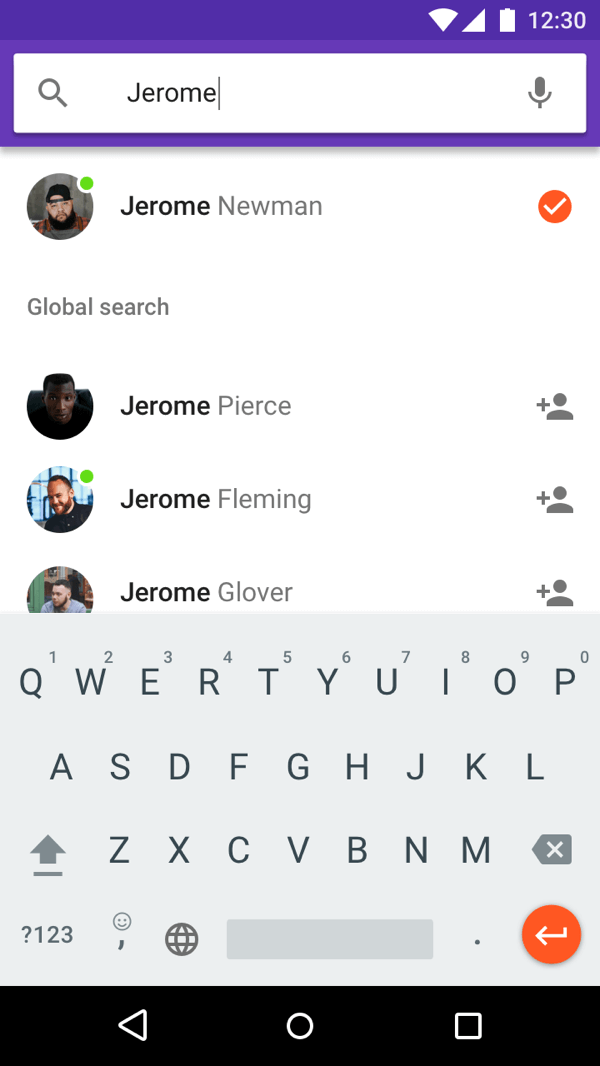 12:30
Jerome
Jerome Newman
Global search
Jerome Pierce
Jerome Fleming
Jerome Glover
1 2 3 4 5 6 7 8 9 0
Q W E R T Y U I O P
A S D F G H J K L
Z X C V B N M
?123 , .